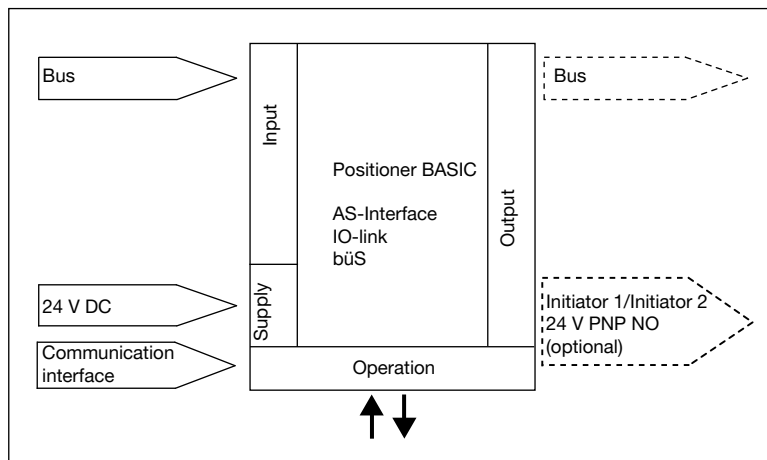 Bus
Input
Positioner BASIC
AS-Interface
IO-link
büS
Output
Bus
24 V DC
Supply
Initiator 1/Initiator 2
24 V PNP NO
(optional)
Communication
interface
Operation